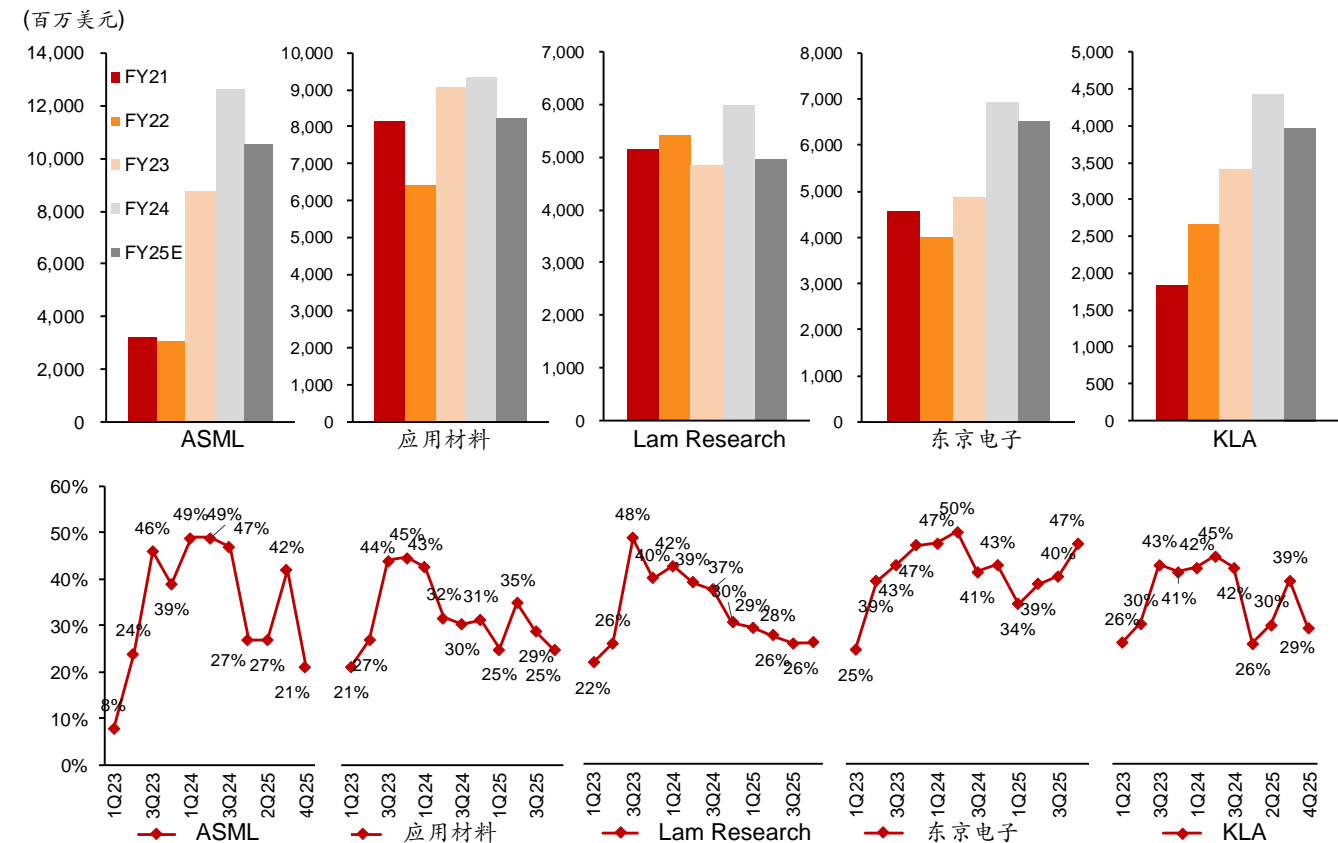 (百万美元)
14,000
12,000
10,000
8,000
6,000
4,000
2,000
0
FY21
FY22
FY23
FY24
FY25E
ASML
10,000
9,000
8,000
7,000
6,000
5,000
4,000
3,000
2,000
1,000
0
应用材料
7,000
6,000
5,000
4,000
3,000
2,000
1,000
0
Lam Research
8,000
7,000
6,000
5,000
4,000
3,000
2,000
1,000
0
东京电子
5,000
4,500
4,000
3,500
3,000
2,500
2,000
1,500
1,000
500
0
KLA
60%
50%
40%
30%
20%
10%
0%
8%
24%
46%
39%
49%
49%
47%
27%
27%
42%
21%
1Q23
3Q23
1Q24
3Q24
2Q25
4Q25
ASML
21%
27%
44%
45%
43%
32%
30%
31%
25%
35%
29%
25%
1Q23
3Q23
1Q24
3Q24
1Q25
3Q25
应用材料
22%
26%
48%
40%
42%
39%
37%
30%
29%
28%
26%
26%
1Q23
3Q23
1Q24
3Q24
1Q25
3Q25
Lam Research
25%
39%
43%
47%
47%
50%
41%
43%
34%
39%
40%
47%
1Q23
3Q23
1Q24
3Q24
1Q25
3Q25
东京电子
26%
30%
43%
41%
42%
45%
42%
26%
30%
39%
29%
1Q23
3Q23
1Q24
3Q24
2Q25
4Q25
KLA